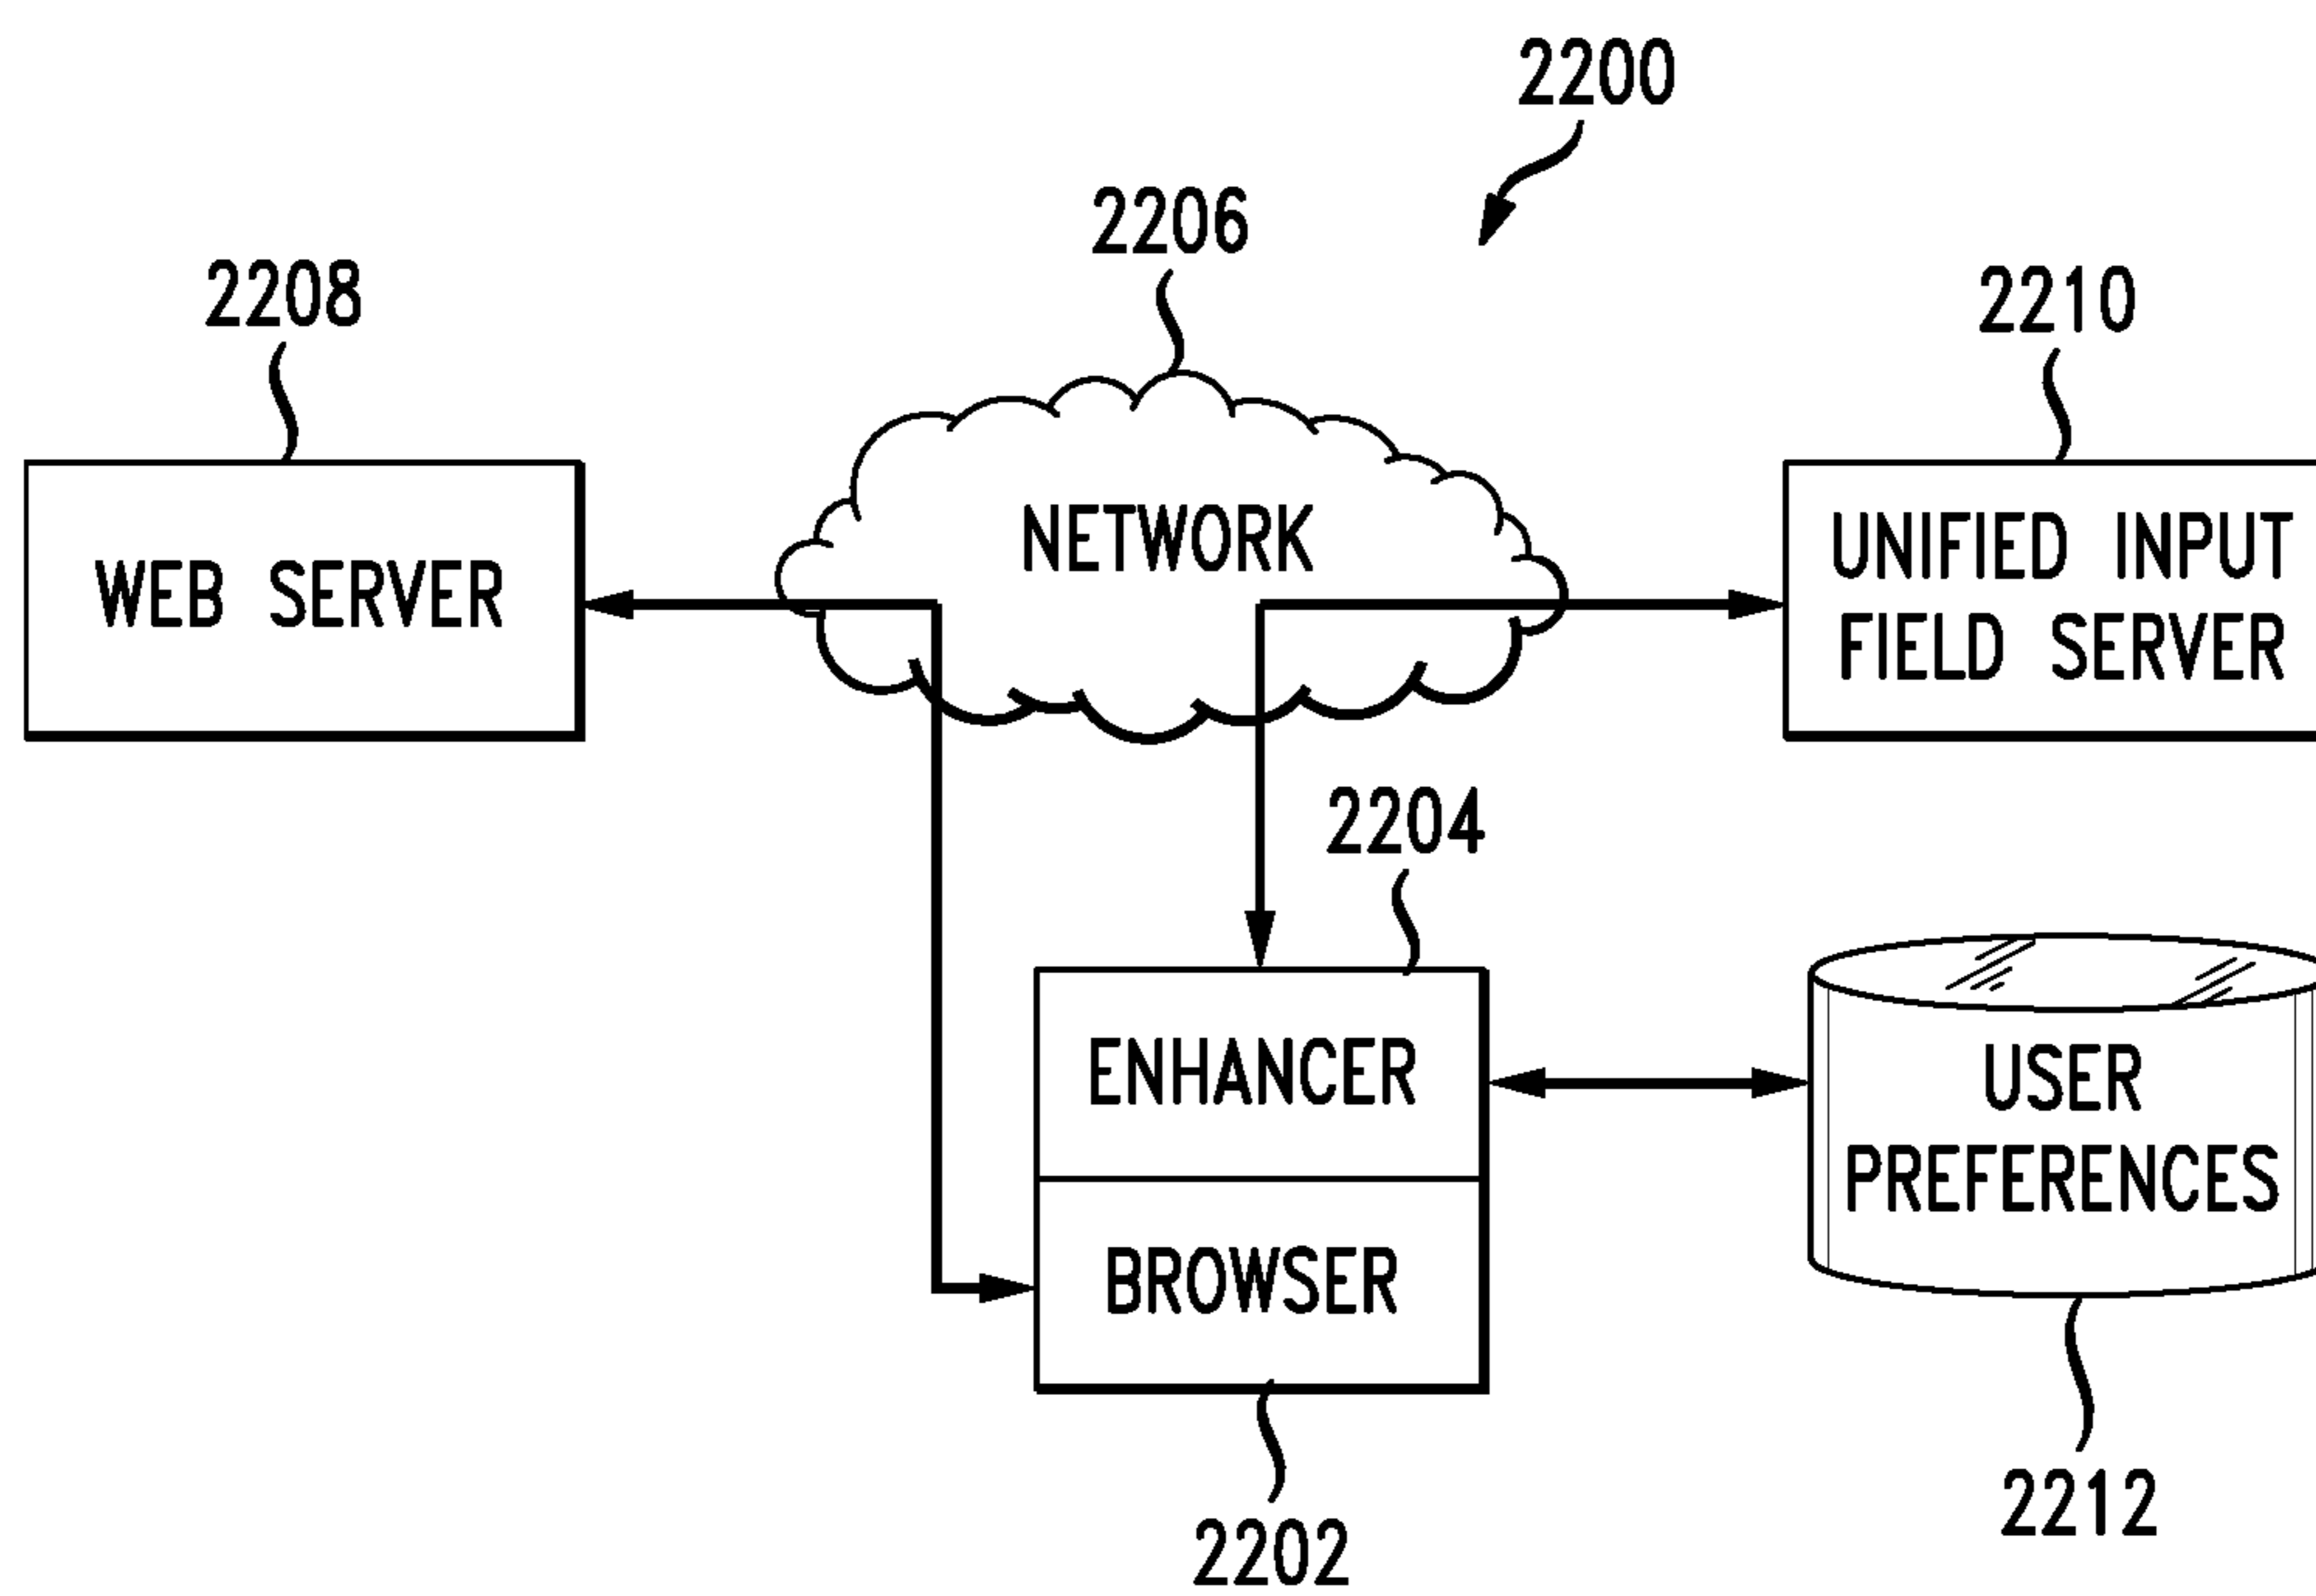 2200
2206
2208
2210
NETWORK
WEB SERVER
UNIFIED INPUT
FIELD SERVER
2204
ENHANCER
USER
PREFERENCES
BROWSER
2212
2202